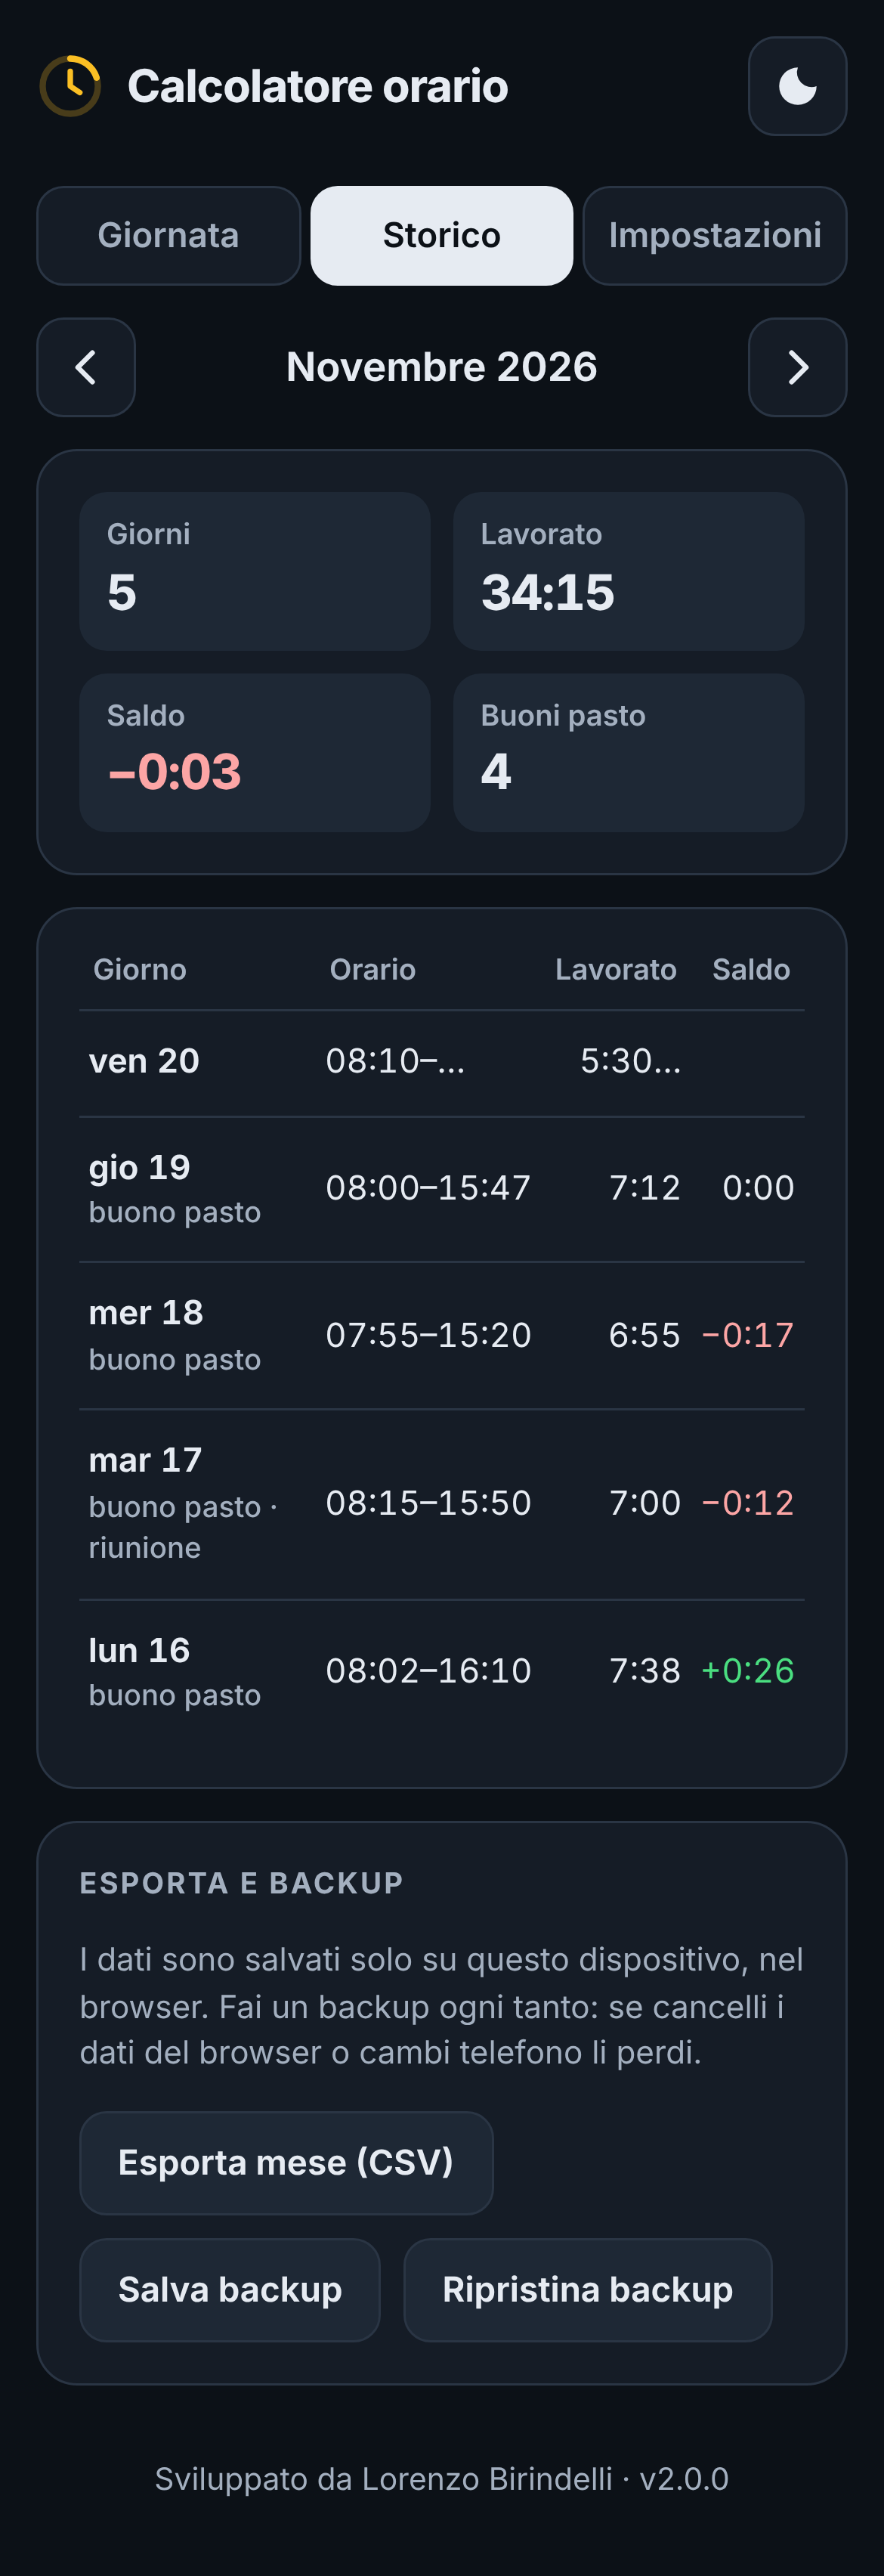 Calcolatore orario
Giornata
Storico
Impostazioni
Novembre 2026
Giorni
5
Lavorato
34:15
Saldo
−0:03
Buoni pasto
4
Giorno Orario Lavorato Saldo
ven 20 08:10–… 5:30…
gio 19
buono pasto
08:00–15:47 7:12 0:00
mer 18
buono pasto
07:55–15:20 6:55 −0:17
mar 17
buono pasto ·
riunione
08:15–15:50 7:00 −0:12
lun 16
buono pasto
08:02–16:10 7:38 +0:26
ESPORTA E BACKUP
I dati sono salvati solo su questo dispositivo, nel
browser. Fai un backup ogni tanto: se cancelli i
dati del browser o cambi telefono li perdi.
Esporta mese (CSV)
Salva backup
Ripristina backup
Sviluppato da Lorenzo Birindelli · v2.0.0